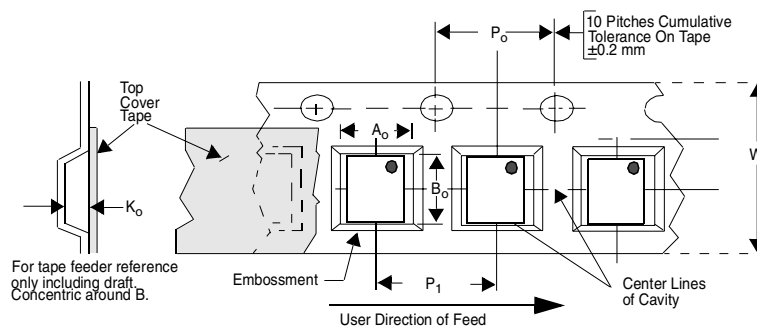 10 Pitches Cumulative
Tolerance On Tape
±0.2 mm
Po
Top
Cover
Tape
Ao
W
Bo
Ko
For tape feeder reference
only including draft.
Concentric around B.
Embossment
P1
Center Lines
of Cavity
User Direction of Feed